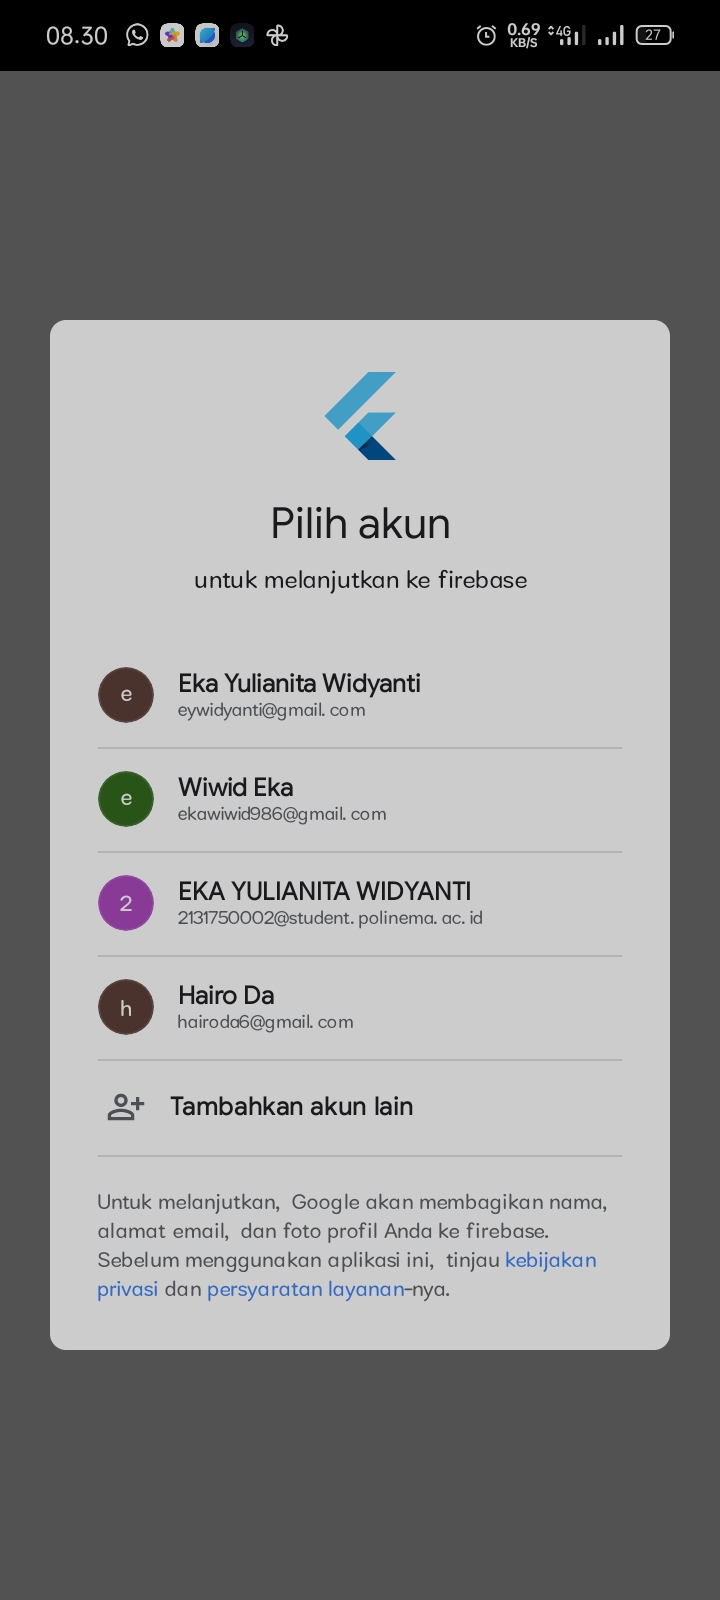 08.30
0.69
KB/S
4G
27
Pilih akun
untuk melanjutkan ke firebase
e
Eka Yulianita Widyanti
eywidyanti@gmail. com
e
Wiwid Eka
ekawiwid986@gmail. com
2
EKA YULIANITA WIDYANTI
2131750002@student. polinema. ac. id
h
Hairo Da
hairoda6@gmail. com
Tambahkan akun lain
Untuk melanjutkan, Google akan membagikan nama,
alamat email, dan foto profil Anda ke firebase.
Sebelum menggunakan aplikasi ini, tinjau kebijakan
privasi dan persyaratan layanan-nya.